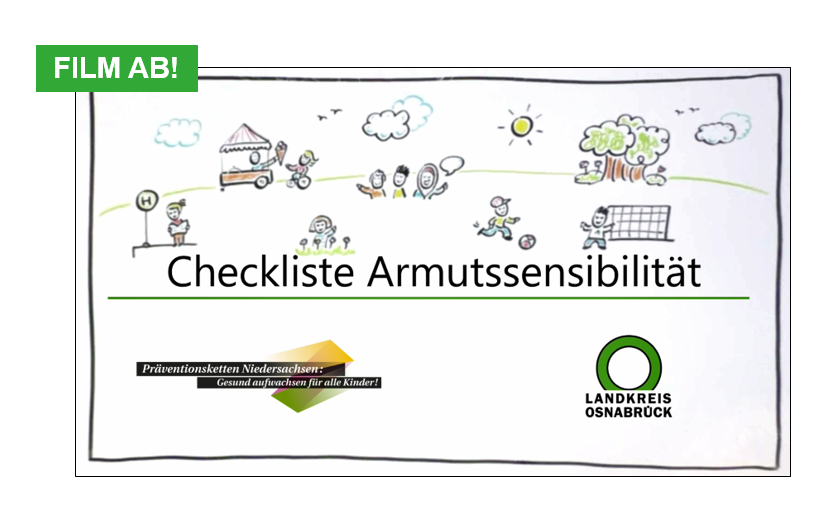 FILM AB!
H
Checkliste Armutssensibilität
Präventionsketten Niedersachsen:
Gesund aufwachsen für alle Kinder!
LANDKREIS
OSNABRÜCK